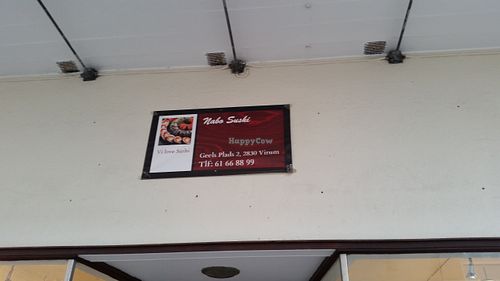 Nabo Sushi
HappyCow
Vi love Sushi
Geels Plads 2, 2830 Virum
Tlf: 61 66 88 99